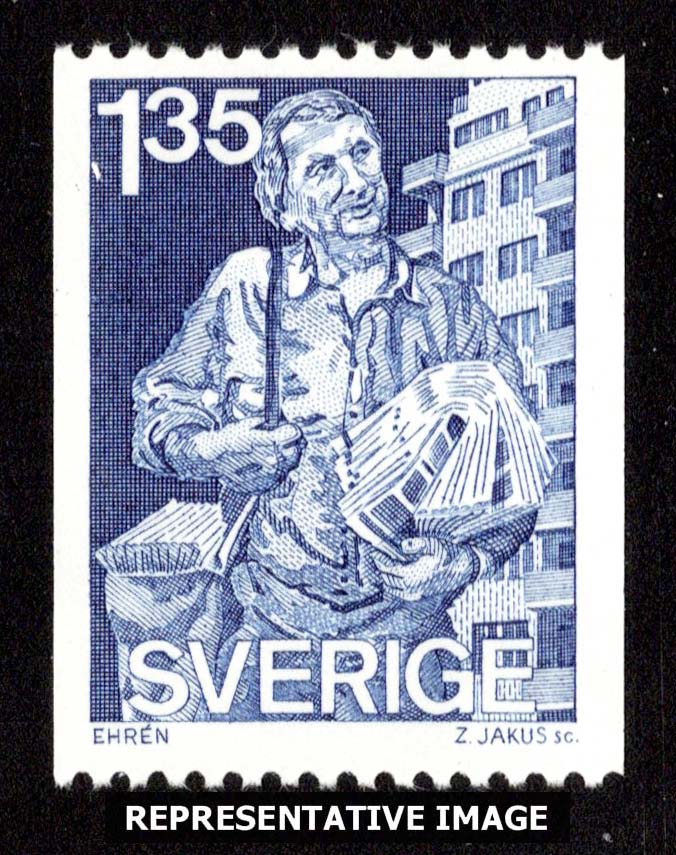 135
SVERIGE
EHRÉN Z. JAKUS sc.
REPRESENTATIVE IMAGE